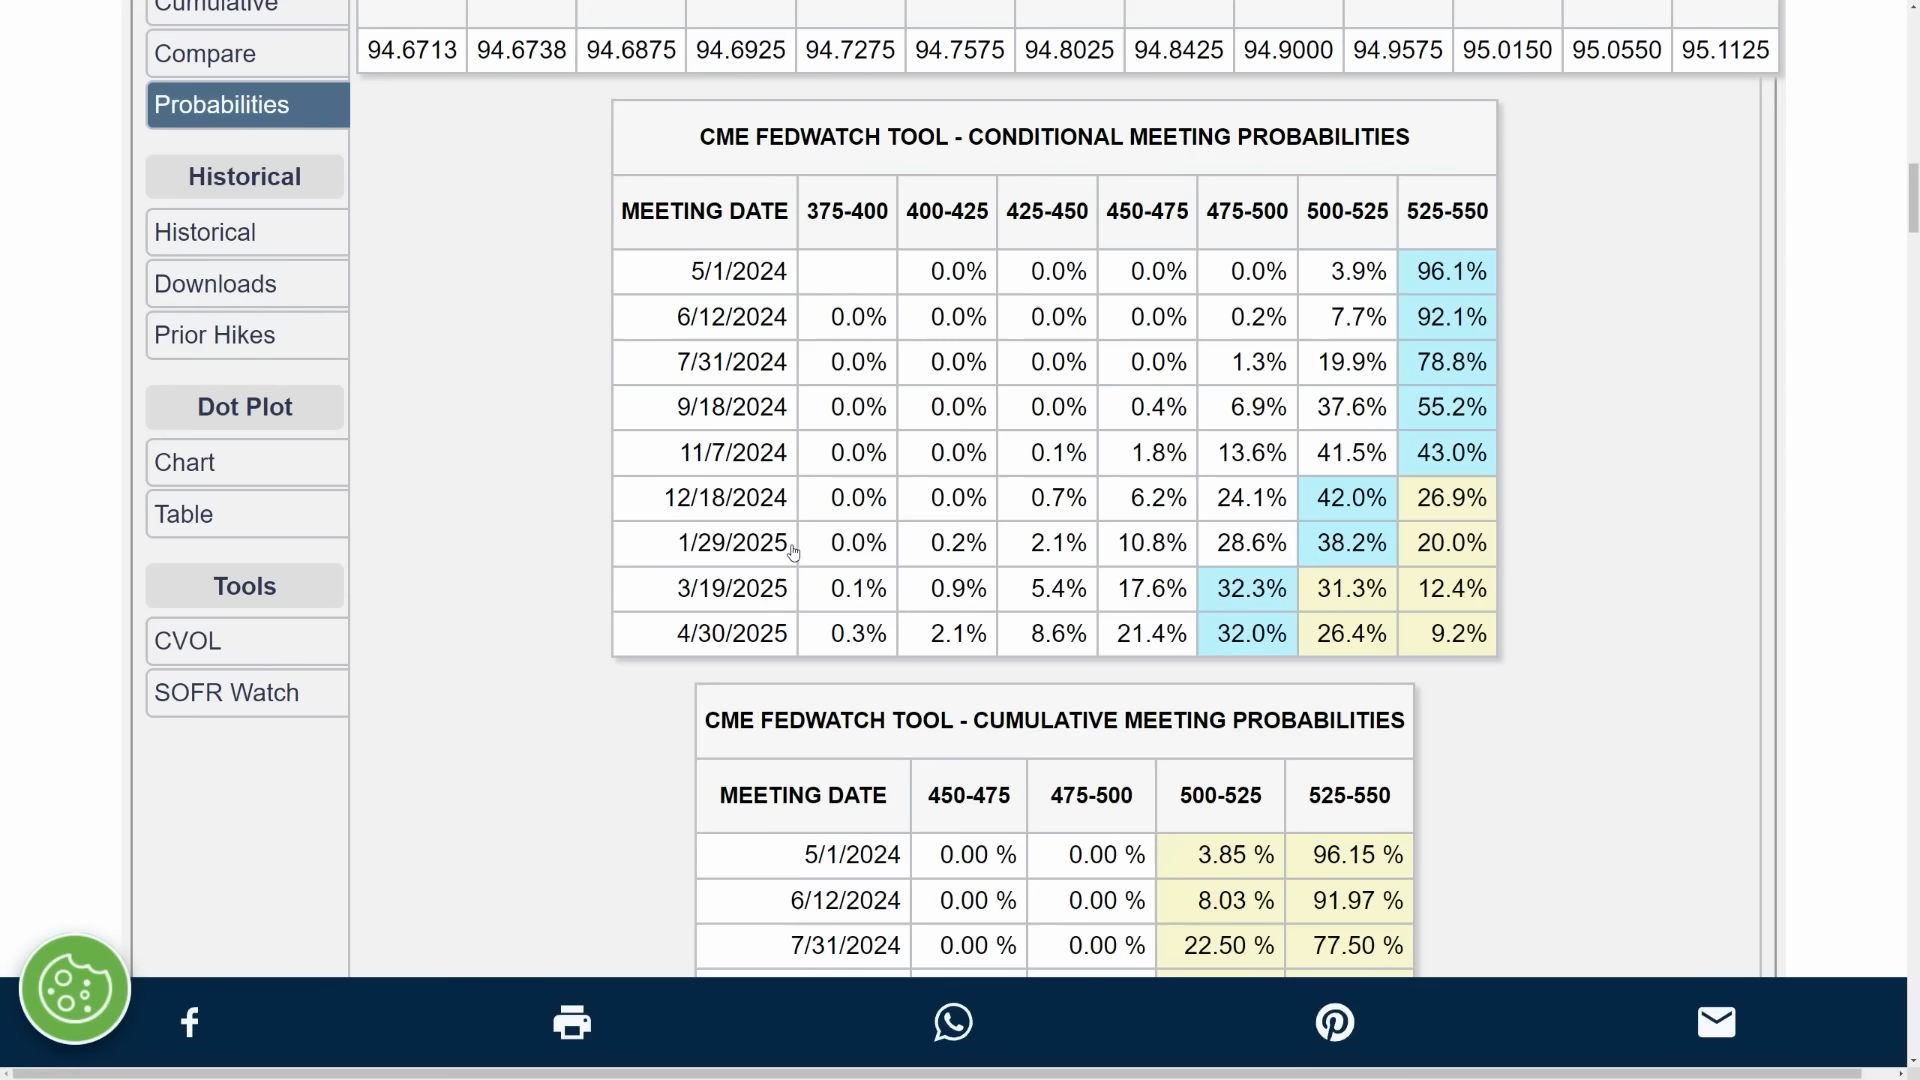 Cumulative
Compare
Probabilities
Historical
Historical
Downloads
Prior Hikes
Dot Plot
Chart
Table
Tools
CVOL
SOFR Watch
94.6713 94.6738 94.6875 94.6925 94.7275 94.7575 94.8025 94.8425 94.9000 94.9575 95.0150 95.0550 95.1125
CME FEDWATCH TOOL - CONDITIONAL MEETING PROBABILITIES
MEETING DATE 375-400 400-425 425-450 450-475 475-500 500-525 525-550
5/1/2024 0.0% 0.0% 0.0% 0.0% 3.9% 96.1%
6/12/2024 0.0% 0.0% 0.0% 0.0% 0.2% 7.7% 92.1%
7/31/2024 0.0% 0.0% 0.0% 0.0% 1.3% 19.9% 78.8%
9/18/2024 0.0% 0.0% 0.0% 0.4% 6.9% 37.6% 55.2%
11/7/2024 0.0% 0.0% 0.1% 1.8% 13.6% 41.5% 43.0%
12/18/2024 0.0% 0.0% 0.7% 6.2% 24.1% 42.0% 26.9%
1/29/2025 0.0% 0.2% 2.1% 10.8% 28.6% 38.2% 20.0%
3/19/2025 0.1% 0.9% 5.4% 17.6% 32.3% 31.3% 12.4%
4/30/2025 0.3% 2.1% 8.6% 21.4% 32.0% 26.4% 9.2%
CME FEDWATCH TOOL - CUMULATIVE MEETING PROBABILITIES
MEETING DATE 450-475 475-500 500-525 525-550
5/1/2024 0.00 % 0.00 % 3.85 % 96.15 %
6/12/2024 0.00 % 0.00 % 8.03 % 91.97 %
7/31/2024 0.00 % 0.00 % 22.50 % 77.50 %